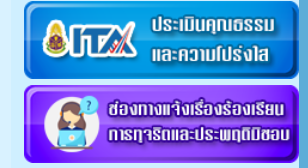 ITA
ประเมินคุณธรรม
และความโปร่งใส
?
ช่องทางแจ้งเรื่องร้องเรียน
การทุจริตและประพฤติมิชอบ